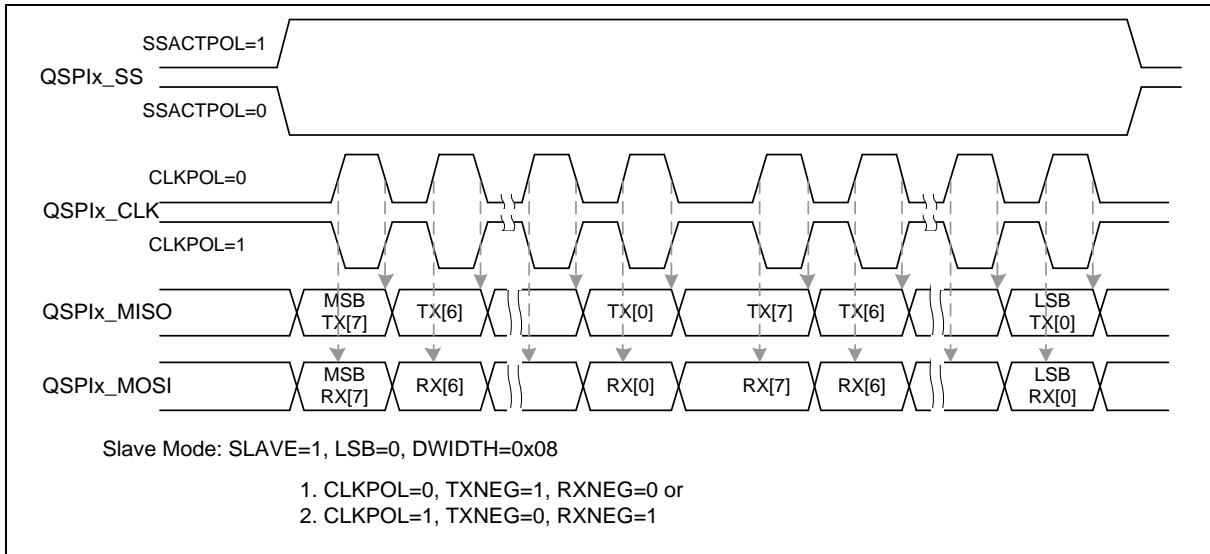 SSACTPOL=1
QSPIx_SS
SSACTPOL=0
CLKPOL=0
QSPIx_CLK
CLKPOL=1
QSPIx_MISO
MSB
TX[7]
TX[6]
TX[0]
TX[7]
TX[6]
LSB
TX[0]
QSPIx_MOSI
MSB
RX[7]
RX[6]
RX[0]
RX[7]
RX[6]
LSB
RX[0]
Slave Mode: SLAVE=1, LSB=0, DWIDTH=0x08
1. CLKPOL=0, TXNEG=1, RXNEG=0 or
2. CLKPOL=1, TXNEG=0, RXNEG=1